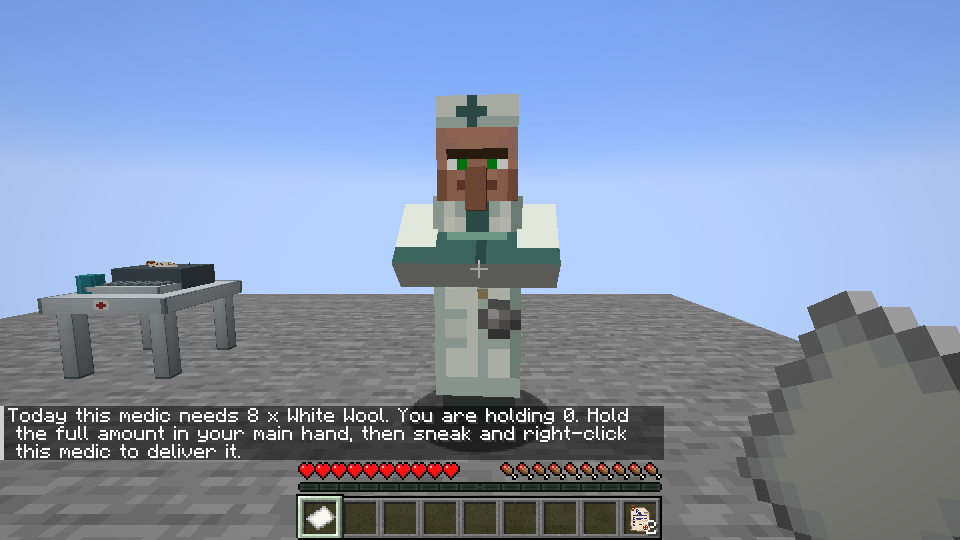 Today this medic needs 8 x White Wool. You are holding 0. Hold
the full amount in your main hand, then sneak and right-click
this medic to deliver it.